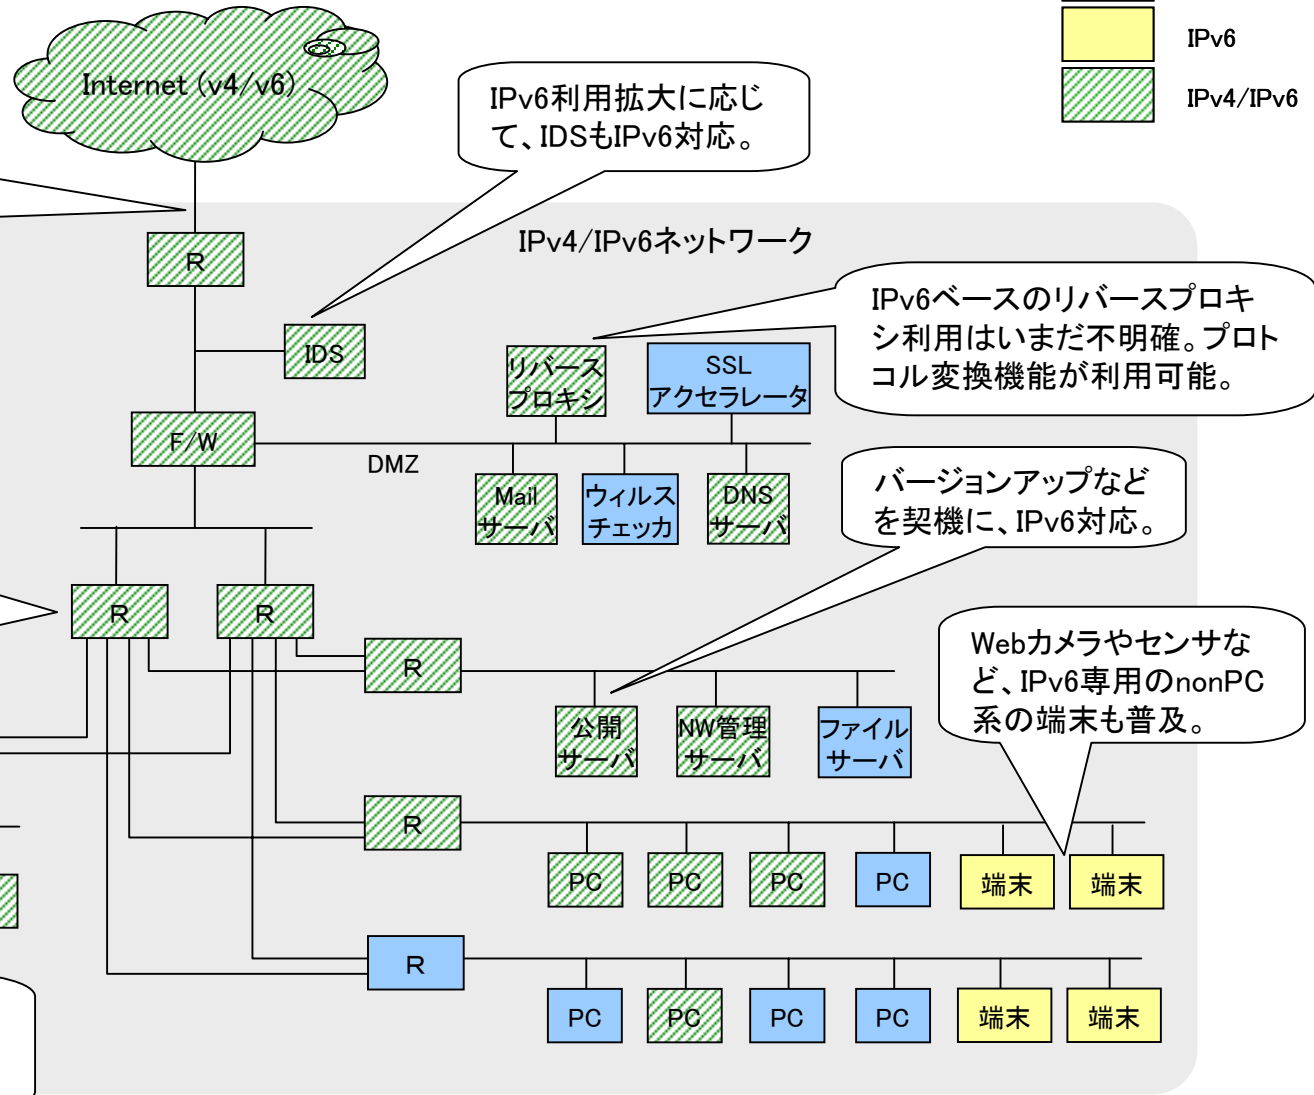 IPv6
IPv4/IPv6
Internet (v4/v6)
IPv6利用拡大に応じ
て、IDSもIPv6対応。
IPv4/IPv6ネットワーク
R
IPv6ベースのリバースプロキ
シ利用はいまだ不明確。プロト
コル変換機能が利用可能。
IDS
リバース
プロキシ
SSL
アクセラレータ
F/W
DMZ
Mail
サーバ
ウィルス
チェッカ
DNS
サーバ
バージョンアップなど
を契機に、IPv6対応。
R
R
R
Webカメラやセンサな
ど、IPv6専用のnonPC
系の端末も普及。
公開
サーバ
NW管理
サーバ
ファイル
サーバ
R
PC
PC
PC
PC
端末
端末
R
PC
PC
PC
PC
端末
端末